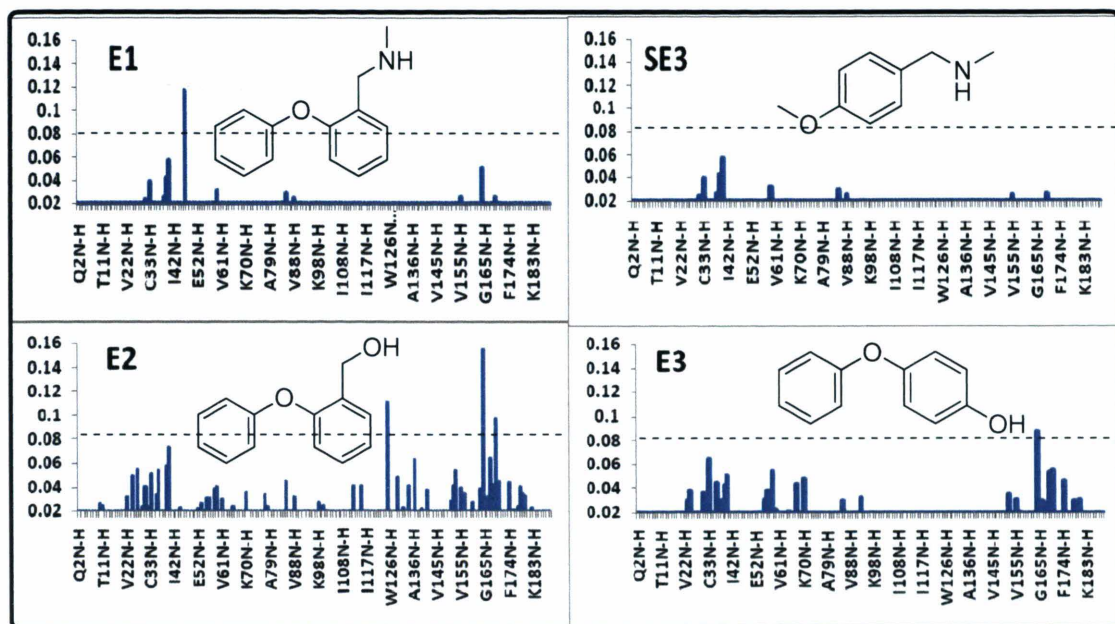 E1
0.16
0.14
0.12
0.1
0.08
0.06
0.04
0.02
NH
O
Q2N-H
T11N-H
V22N-H
C33N-H
I42N-H
E52N-H
V61N-H
K70N-H
A79N-H
V88N-H
K98N-H
I108N-H
I117N-H
W126N
A136N-H
V145N-H
V155N-H
G165N-H
F174N-H
K183N-H
SE3
0.16
0.14
0.12
0.1
0.08
0.06
0.04
0.02
N
H
O
Q2N-H
T11N-H
V22N-H
C33N-H
I42N-H
E52N-H
V61N-H
K70N-H
A79N-H
V88N-H
K98N-H
I108N-H
I117N-H
W126N-H
A136N-H
V145N-H
V155N-H
G165N-H
F174N-H
K183N-H
E2
0.16
0.14
0.12
0.1
0.08
0.06
0.04
0.02
OH
O
Q2N-H
T11N-H
V22N-H
C33N-H
I42N-H
E52N-H
V61N-H
K70N-H
A79N-H
V88N-H
K98N-H
I108N-H
I117N-H
W126N-H
A136N-H
V145N-H
V155N-H
G165N-H
F174N-H
K183N-H
E3
0.16
0.14
0.12
0.1
0.08
0.06
0.04
0.02
O
OH
Q2N-H
T11N-H
V22N-H
C33N-H
I42N-H
E52N-H
V61N-H
K70N-H
A79N-H
V88N-H
K98N-H
I108N-H
I117N-H
W126N-H
A136N-H
V145N-H
V155N-H
G165N-H
F174N-H
K183N-H